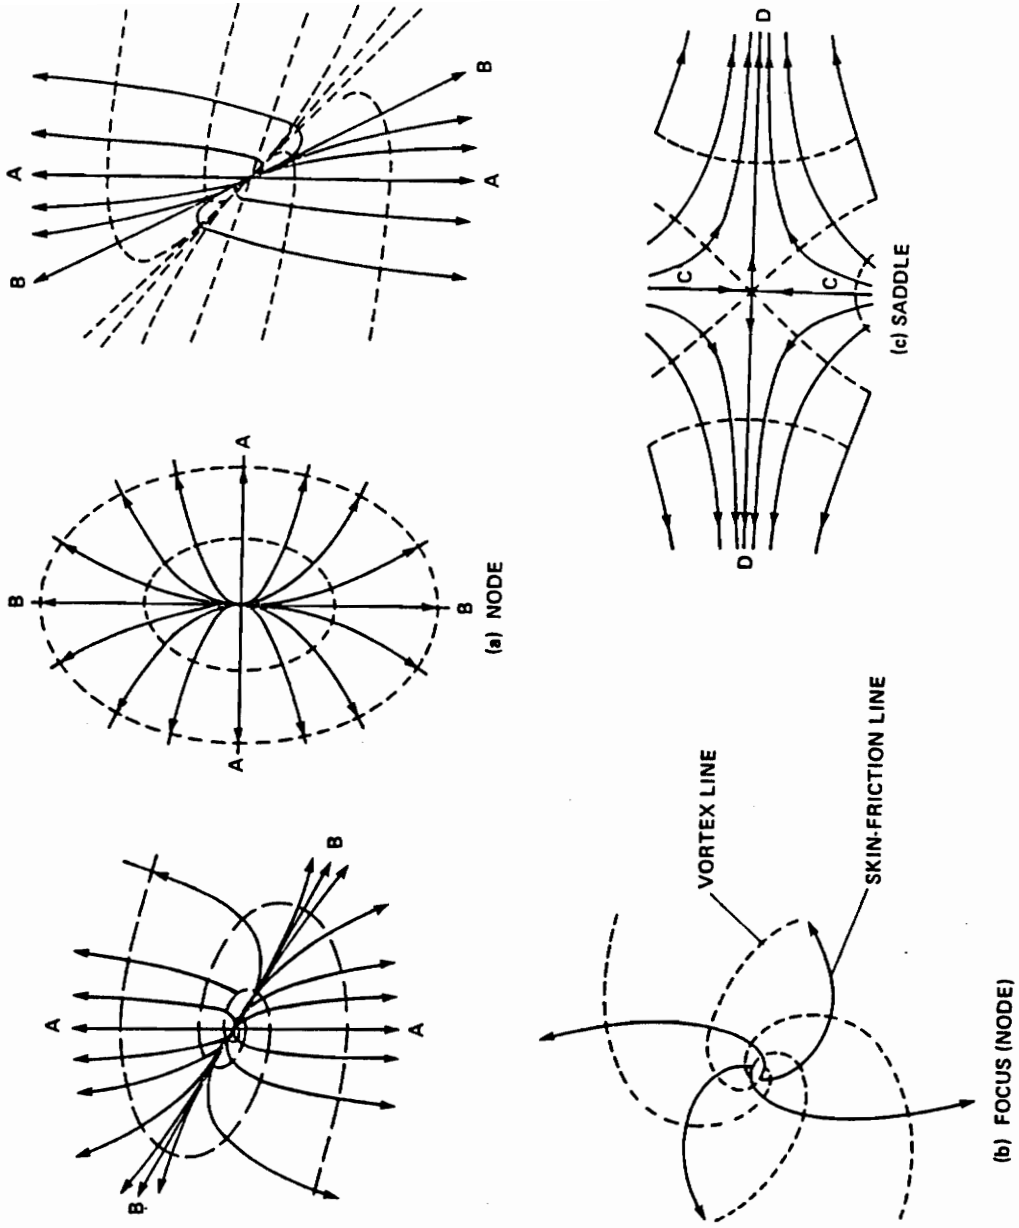 A
A
B
B
A
A
B
B
A
A
B
B
(a) NODE
VORTEX LINE
SKIN-FRICTION LINE
(b) FOCUS (NODE)
C
C
D
D
(c) SADDLE